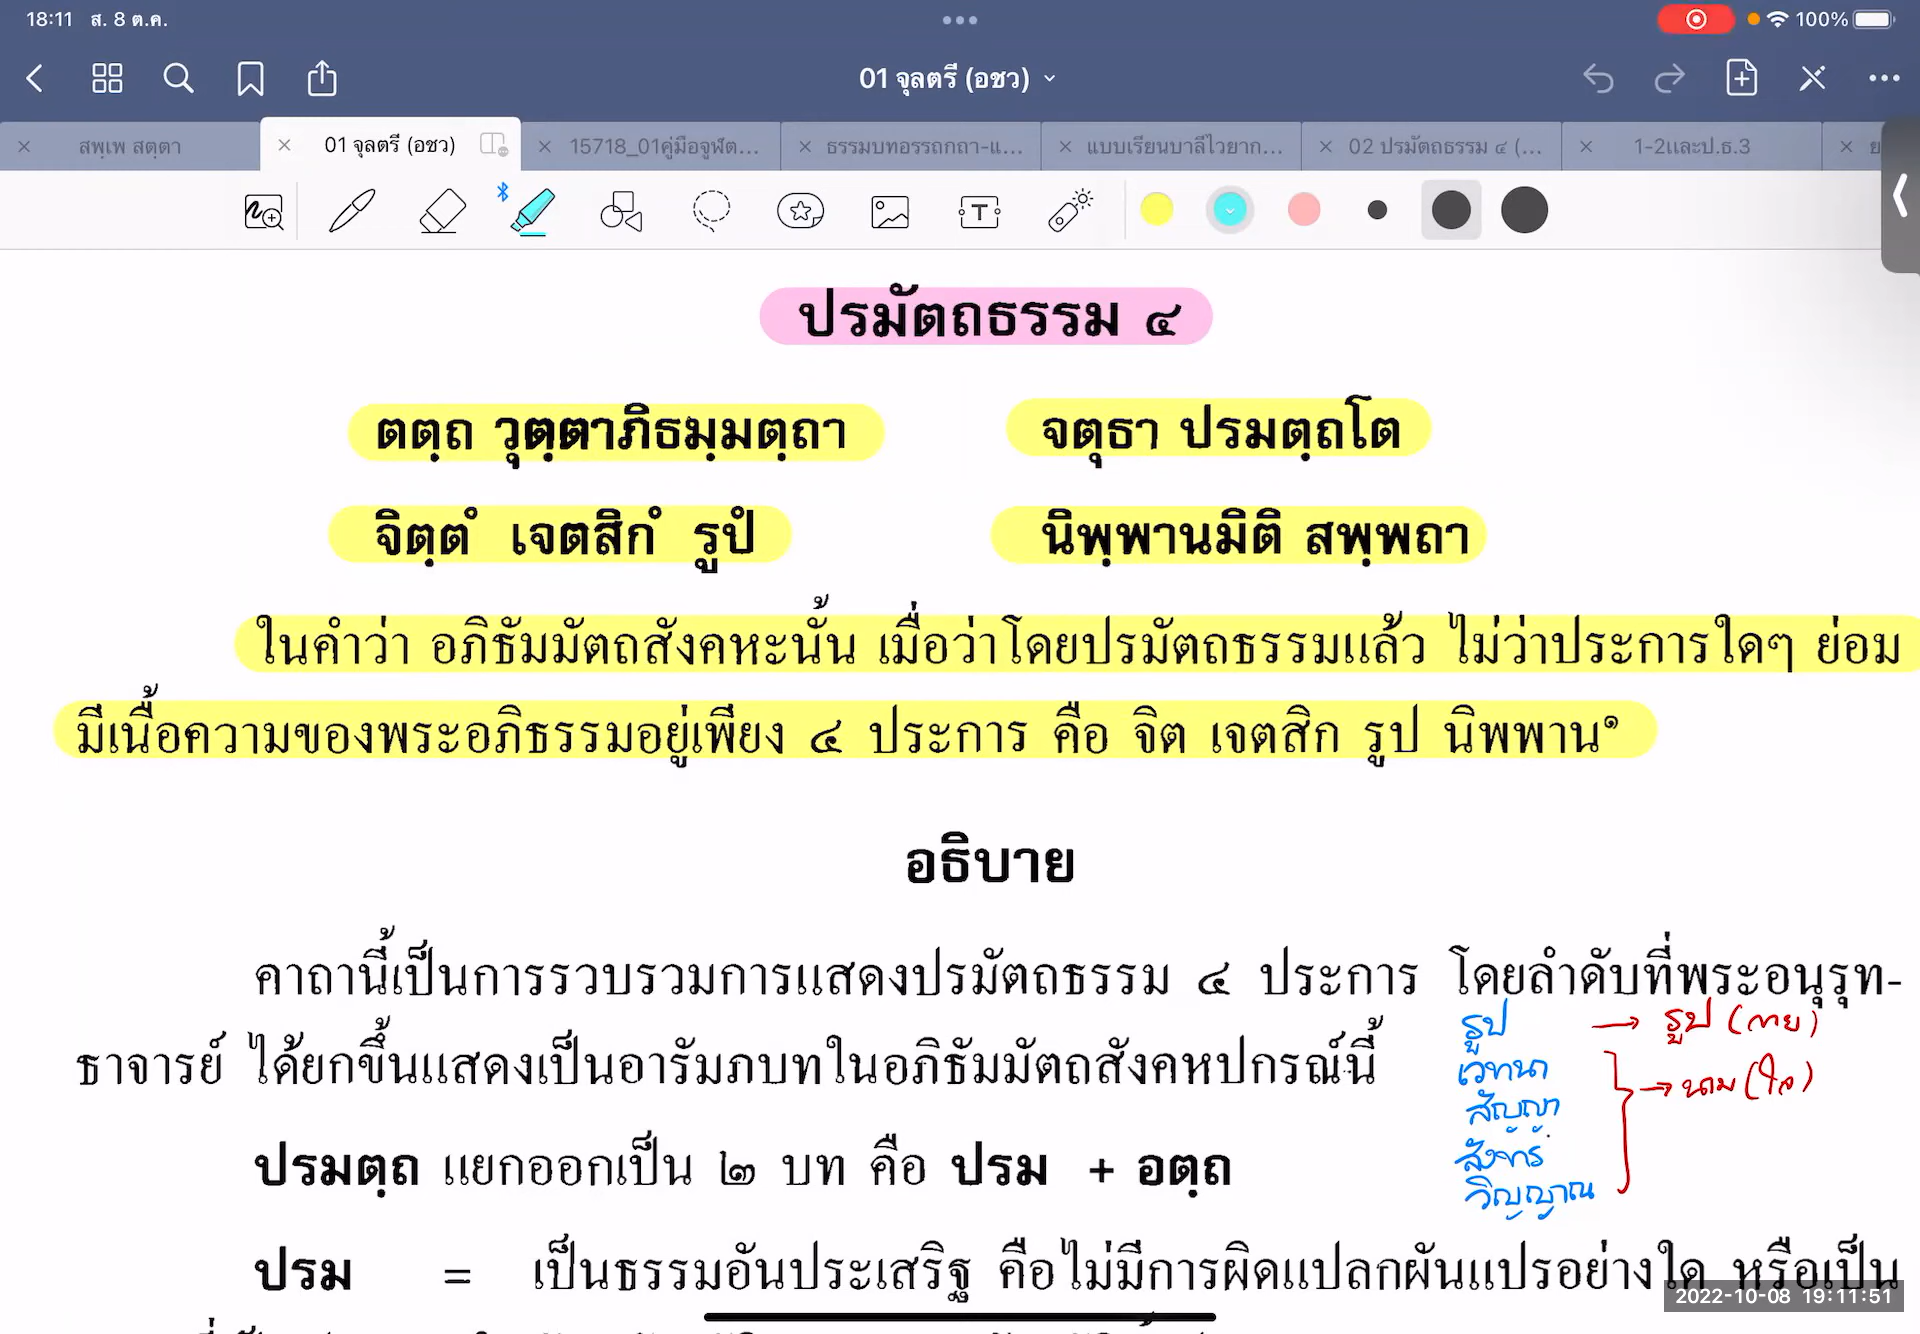 18:11 ส. 8 ต.ค.
100%
01 จุลตรี (อชว)
สพฺเพ สตฺตา
01 จุลตรี (อชว)
15718_01คู่มือจูฬัต...
ธรรมบทอรรถกถา-แ...
แบบเรียนบาลีไวยาก...
02 ปรมัตถธรรม ๔ (...
1-2และป.ธ.3
ปรมัตถธรรม ๔
ตตฺถ วุตฺตาภิธมฺมตฺถา จตุธา ปรมตฺถโต
จิตฺตํ เจตสิกํ รูปํ นิพฺพานมิติ สพฺพถา
ในคำว่า อภิธัมมัตถสังคหะนั้น เมื่อว่าโดยปรมัตถธรรมแล้ว ไม่ว่าประการใดๆ ย่อม
มีเนื้อความของพระอภิธรรมอยู่เพียง ๔ ประการ คือ จิต เจตสิก รูป นิพพาน๑
อธิบาย
คาถานี้เป็นการรวบรวมการแสดงปรมัตถธรรม ๔ ประการ โดยลำดับที่พระอนุรุท-
ธาจารย์ ได้ยกขึ้นแสดงเป็นอารัมภบทในอภิธัมมัตถสังคหปกรณ์นี้
รูป → รูป (กาย)
เวทนา
สัญญา → นาม (ใจ)
สังขาร
วิญญาณ
ปรมตฺถ แยกออกเป็น ๒ บท คือ ปรม + อตฺถ
ปรม = เป็นธรรมอันประเสริฐ คือไม่มีการผิดแปลกผันแปรอย่างใด หรือเป็น
2022-10-08 19:11:51